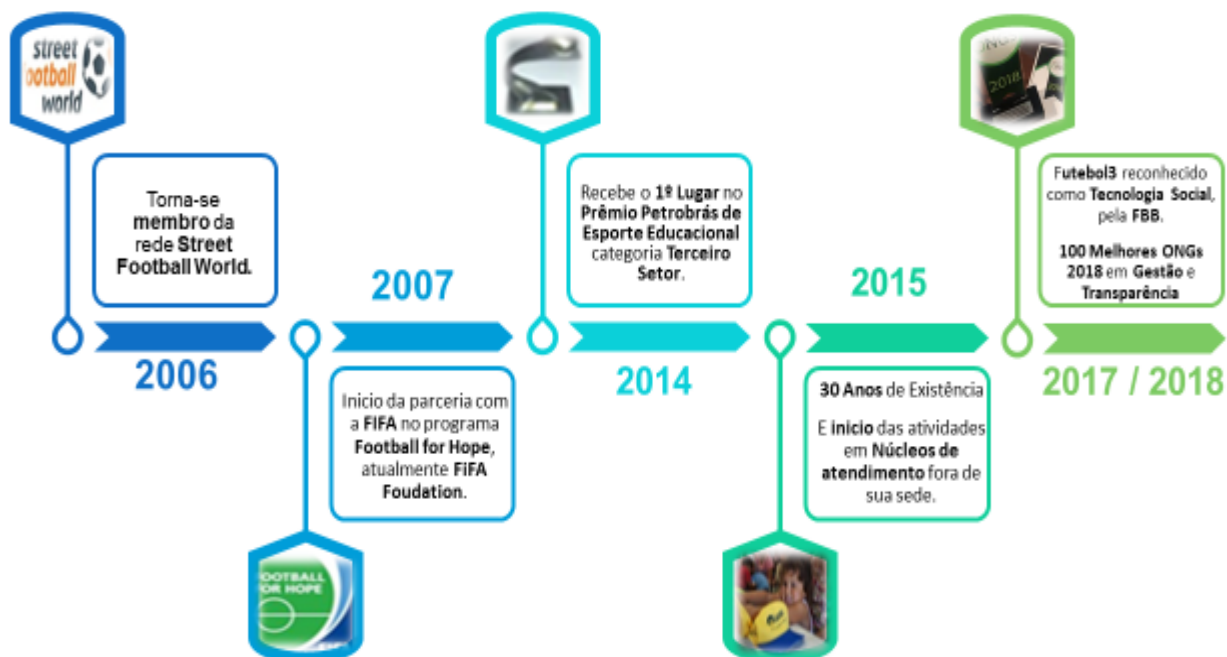 street
football
world
Torna-se
membro da
rede Street
Football World.
2006
2007
Inicio da parceria com
a FIFA no programa
Football for Hope,
atualmente FiFA
Foudation.
FOOTBALL
FOR HOPE
Recebe o 1º Lugar no
Prêmio Petrobrás de
Esporte Educacional
categoria Terceiro
Setor.
2014
2015
30 Anos de Existência
E inicio das atividades
em Núcleos de
atendimento fora de
sua sede.
ONGS
2018
Futebol3 reconhecido
como Tecnologia Social,
pela FBB.
100 Melhores ONGs
2018 em Gestão e
Transparência
2017 / 2018